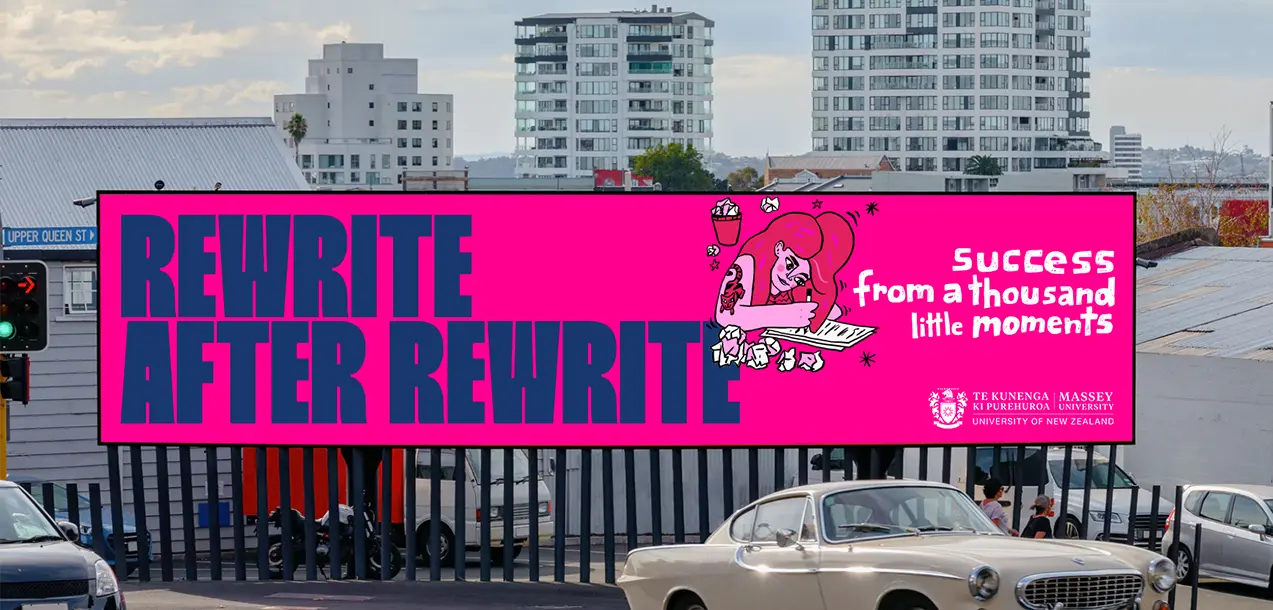 UPPER QUEEN ST
REWRITE
AFTER REWRITE
success
from a thousand
little moments
TE KUNENGA
KI PUREHUROA
MASSEY
UNIVERSITY
UNIVERSITY OF NEW ZEALAND